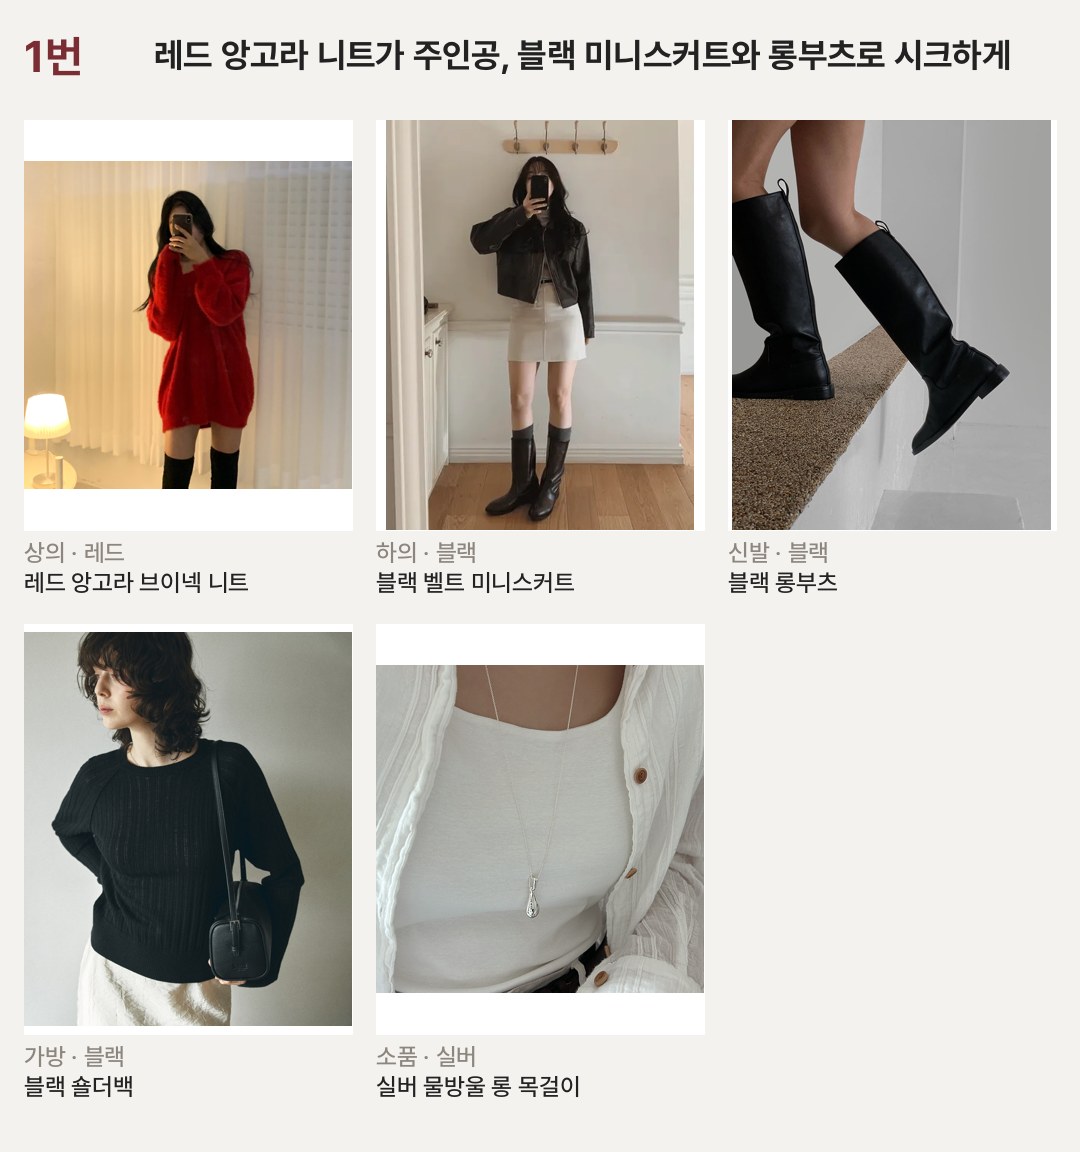 1번
레드 앙고라 니트가 주인공, 블랙 미니스커트와 롱부츠로 시크하게
상의 · 레드
레드 앙고라 브이넥 니트
하의 · 블랙
블랙 벨트 미니스커트
신발 · 블랙
블랙 롱부츠
가방 · 블랙
블랙 숄더백
소품 · 실버
실버 물방울 롱 목걸이